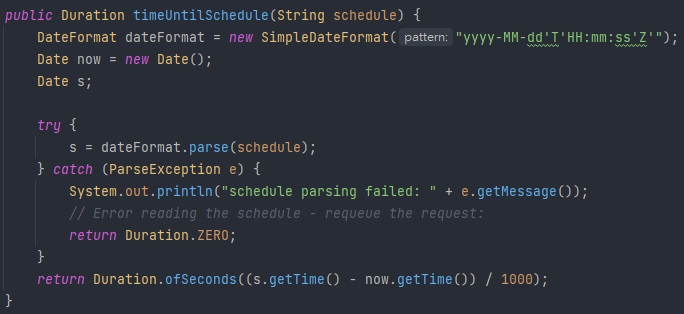 public Duration timeUntilSchedule(String schedule) {
    DateFormat dateFormat = new SimpleDateFormat( pattern: "yyyy-MM-dd'T'HH:mm:ss'Z'");
    Date now = new Date();
    Date s;

    try {
        s = dateFormat.parse(schedule);
    } catch (ParseException e) {
        System.out.println("schedule parsing failed: " + e.getMessage());
        // Error reading the schedule - requeue the request:
        return Duration.ZERO;
    }
    return Duration.ofSeconds((s.getTime() - now.getTime()) / 1000);
}